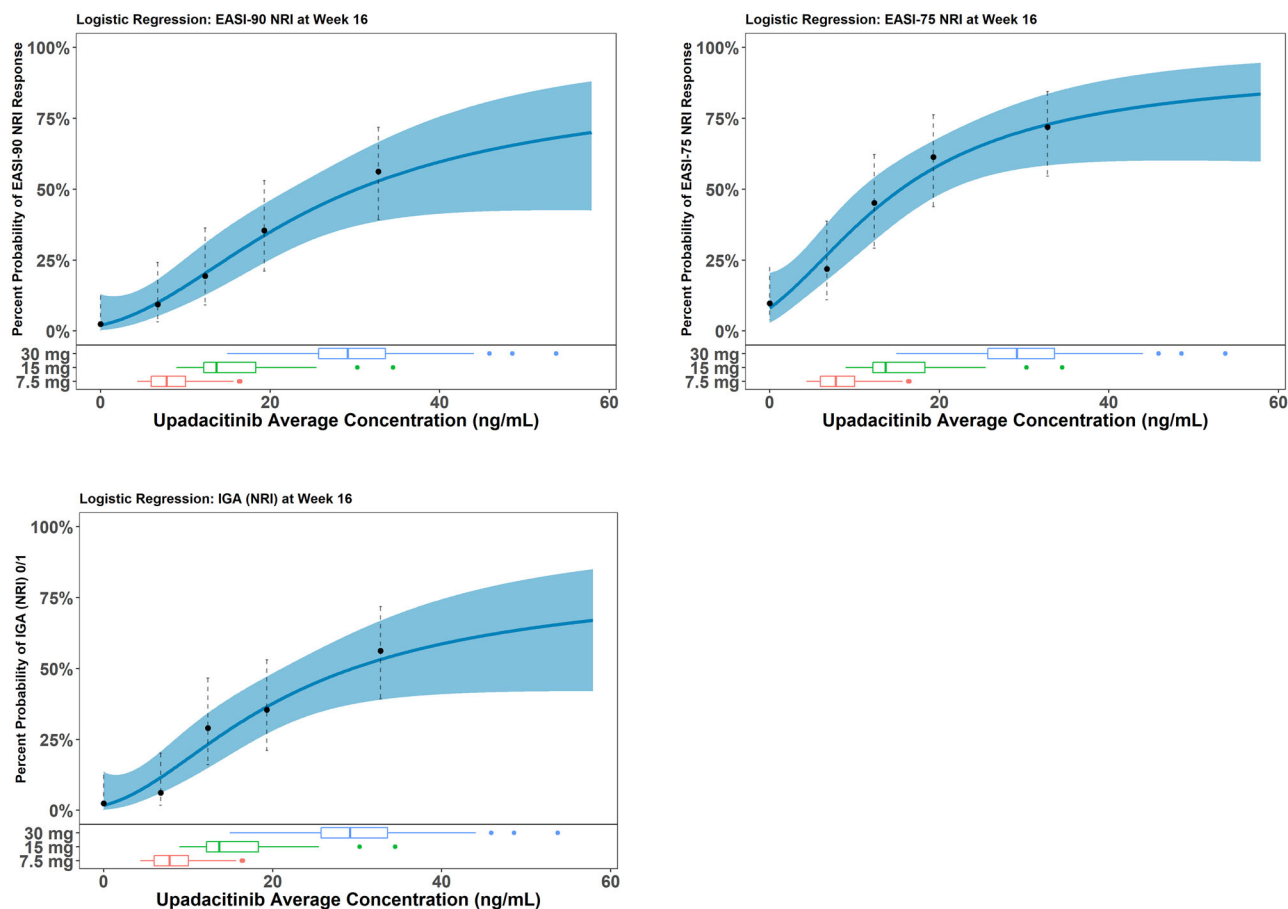 Logistic Regression: EASI-90 NRI at Week 16
Percent Probability of EASI-90 NRI Response
100%
75%
50%
25%
0%
30 mg
15 mg
7.5 mg
0
20
40
60
Upadacitinib Average Concentration (ng/mL)
Logistic Regression: EASI-75 NRI at Week 16
Percent Probability of EASI-75 NRI Response
100%
75%
50%
25%
0%
30 mg
15 mg
7.5 mg
0
20
40
60
Upadacitinib Average Concentration (ng/mL)
Logistic Regression: IGA (NRI) at Week 16
Percent Probability of IGA (NRI) 0/1
100%
75%
50%
25%
0%
30 mg
15 mg
7.5 mg
0
20
40
60
Upadacitinib Average Concentration (ng/mL)